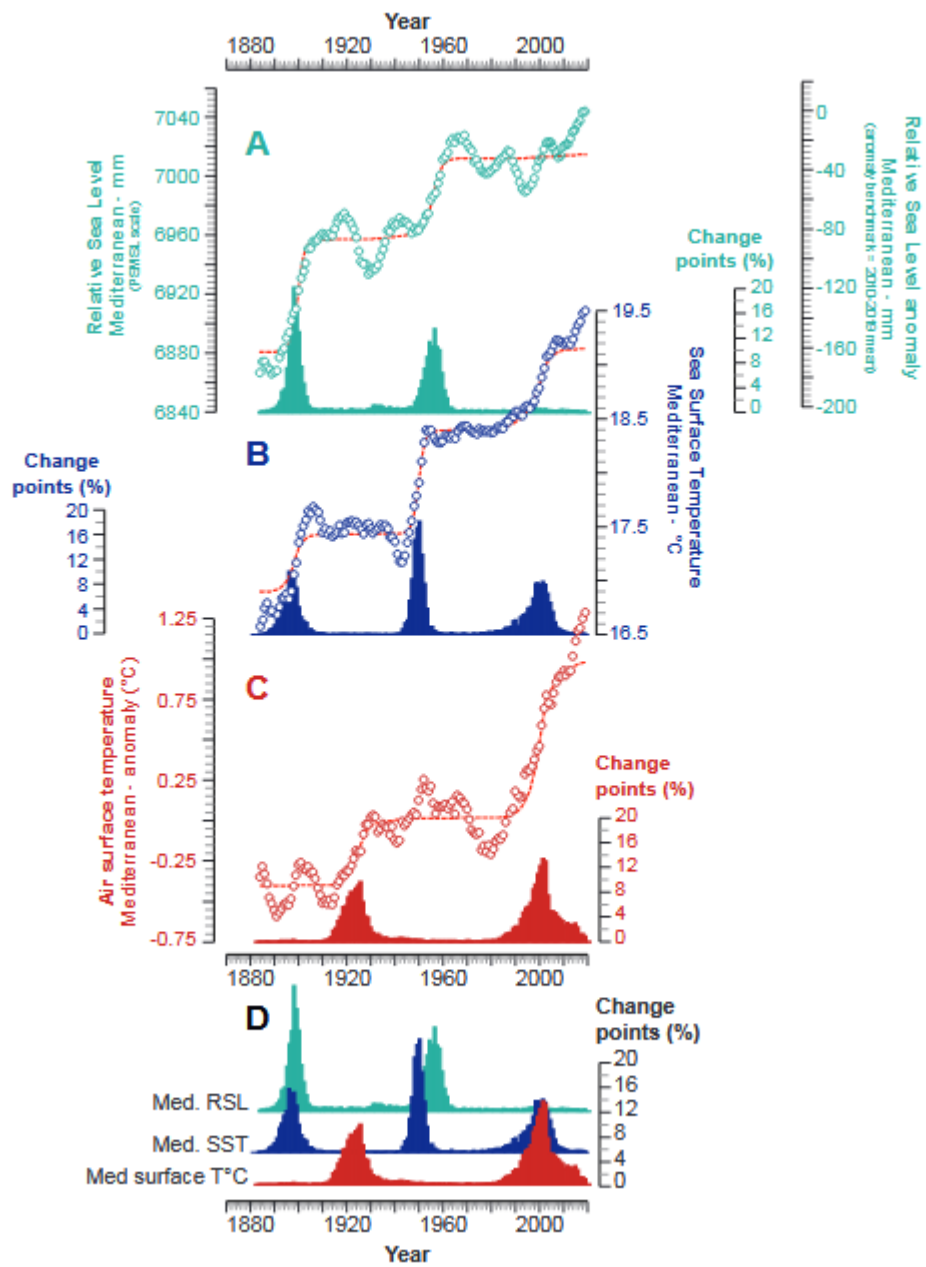 Year
1880 1920 1960 2000
A
Relative Sea Level
Mediterranean - mm
(PSMSL scale)
7040
7000
6960
6920
6880
6840
Change
points (%)
20
16
12
8
4
0
0
-40
-80
-120
-160
-200
Relative Sea Level anomaly
Mediterranean - mm
(anomaly benchmark = 2010-2019 mean)
B
Change
points (%)
20
16
12
8
4
0
19.5
18.5
17.5
16.5
Sea Surface Temperature
Mediterranean - °C
C
Air surface temperature
Mediterranean - anomaly (°C)
1.25
0.75
0.25
-0.25
-0.75
Change
points (%)
20
16
12
8
4
0
1880 1920 1960 2000
D
Change
points (%)
20
16
12
8
4
0
Med. RSL
Med. SST
Med surface T°C
1880 1920 1960 2000
Year